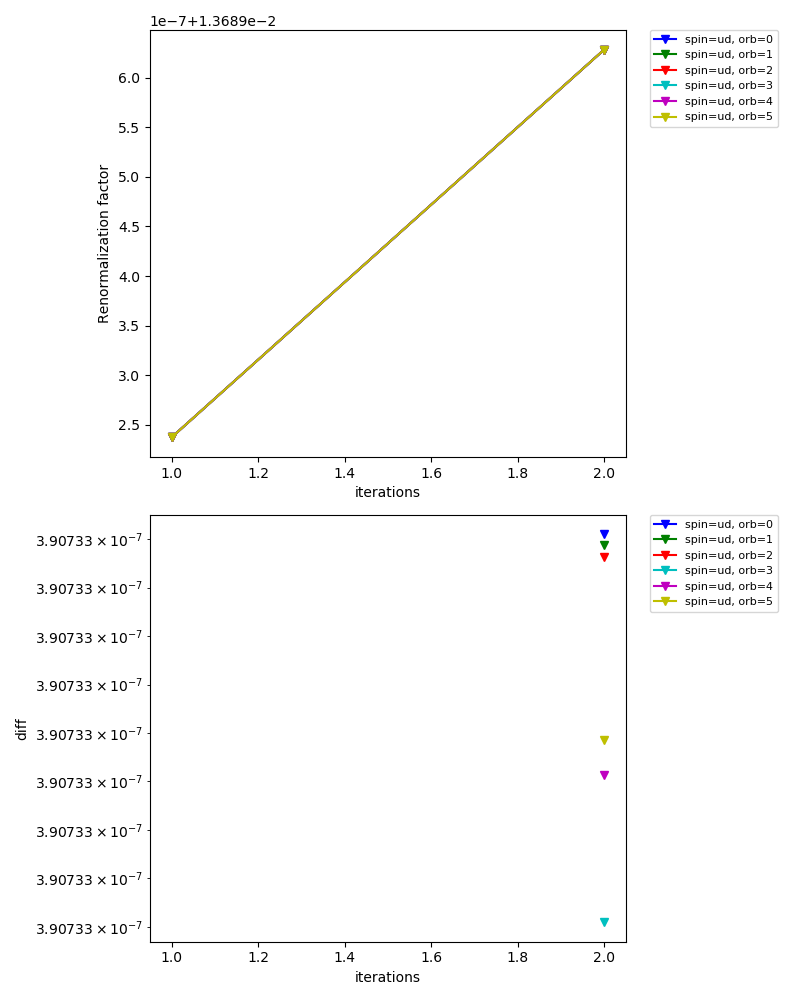 1e−7+1.3689e−2
6.0
5.5
5.0
4.5
4.0
3.5
3.0
2.5
Renormalization factor
1.0 1.2 1.4 1.6 1.8 2.0
iterations
spin=ud, orb=0
spin=ud, orb=1
spin=ud, orb=2
spin=ud, orb=3
spin=ud, orb=4
spin=ud, orb=5
3.90733 × 10⁻⁷
3.90733 × 10⁻⁷
3.90733 × 10⁻⁷
3.90733 × 10⁻⁷
3.90733 × 10⁻⁷
3.90733 × 10⁻⁷
3.90733 × 10⁻⁷
3.90733 × 10⁻⁷
3.90733 × 10⁻⁷
diff
1.0 1.2 1.4 1.6 1.8 2.0
iterations
spin=ud, orb=0
spin=ud, orb=1
spin=ud, orb=2
spin=ud, orb=3
spin=ud, orb=4
spin=ud, orb=5